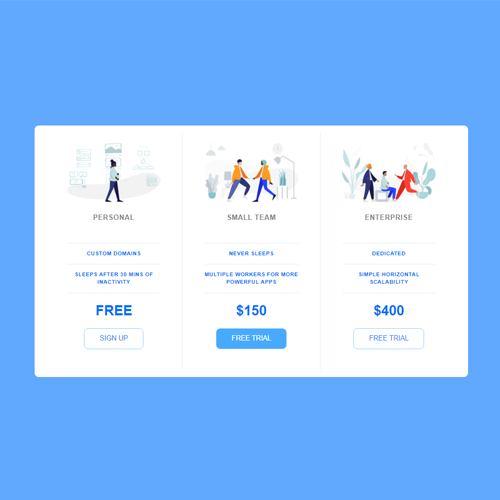 PERSONAL
CUSTOM DOMAINS
SLEEPS AFTER 30 MINS OF
INACTIVITY
FREE
SIGN UP
SMALL TEAM
NEVER SLEEPS
MULTIPLE WORKERS FOR MORE
POWERFUL APPS
$150
FREE TRIAL
ENTERPRISE
DEDICATED
SIMPLE HORIZONTAL
SCALABILITY
$400
FREE TRIAL